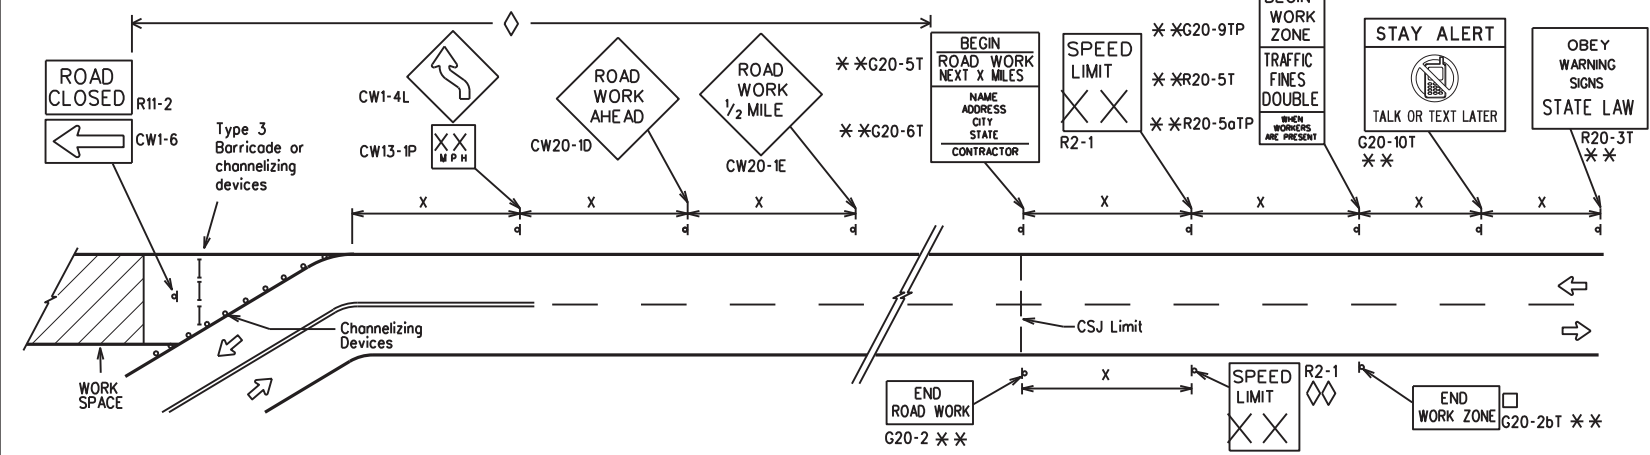 ROAD
CLOSED
R11-2
CW1-6
Type 3
Barricade or
channelizing
devices
CW1-4L
CW13-1P
X X
M P H
ROAD
WORK
AHEAD
CW20-1D
ROAD
WORK
1/2 MILE
CW20-1E
* *G20-5T
* *G20-6T
BEGIN
ROAD WORK
NEXT X MILES
NAME
ADDRESS
CITY
STATE
CONTRACTOR
SPEED
LIMIT
X X
R2-1
* *G20-9TP
* *R20-5T
* *R20-5aTP
BEGIN
WORK
ZONE
TRAFFIC
FINES
DOUBLE
WHEN
WORKERS
ARE PRESENT
STAY ALERT
TALK OR TEXT LATER
G20-10T
* *
OBEY
WARNING
SIGNS
STATE LAW
R20-3T
* *
X
X
X
X
X
X
X
Channelizing
Devices
CSJ Limit
WORK
SPACE
END
ROAD WORK
G20-2 * *
X
SPEED
LIMIT
X X
R2-1
END
WORK ZONE
G20-2bT * *